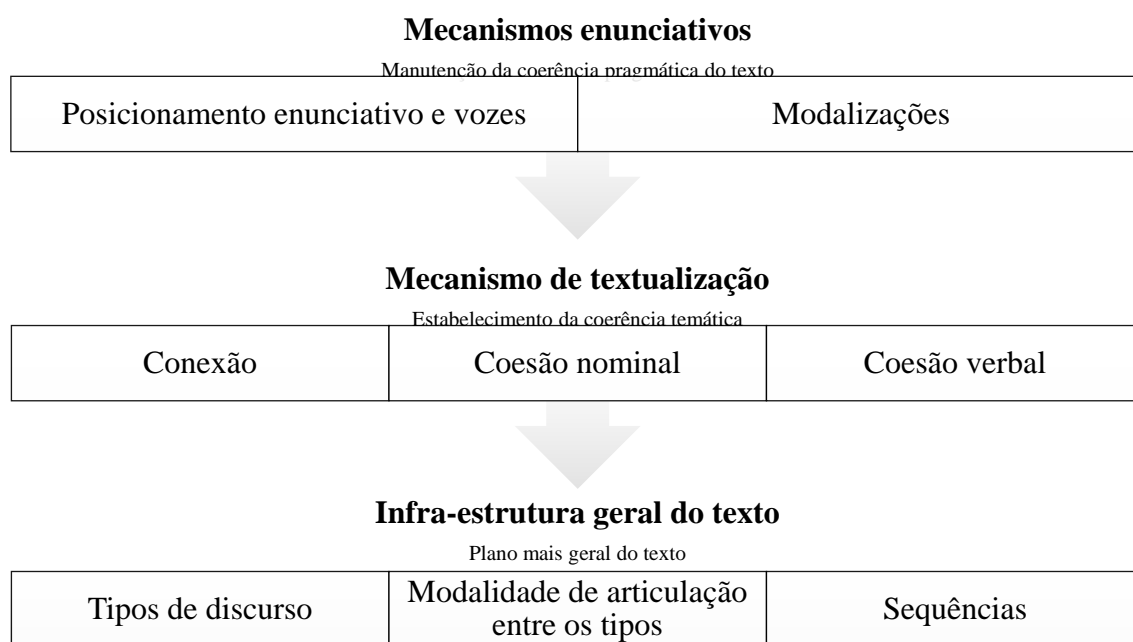 Mecanismos enunciativos
Manutenção da coerência pragmática do texto
Posicionamento enunciativo e vozes
Modalizações
Mecanismo de textualização
Estabelecimento da coerência temática
Conexão
Coesão nominal
Coesão verbal
Infra-estrutura geral do texto
Plano mais geral do texto
Tipos de discurso
Modalidade de articulação
entre os tipos
Sequências